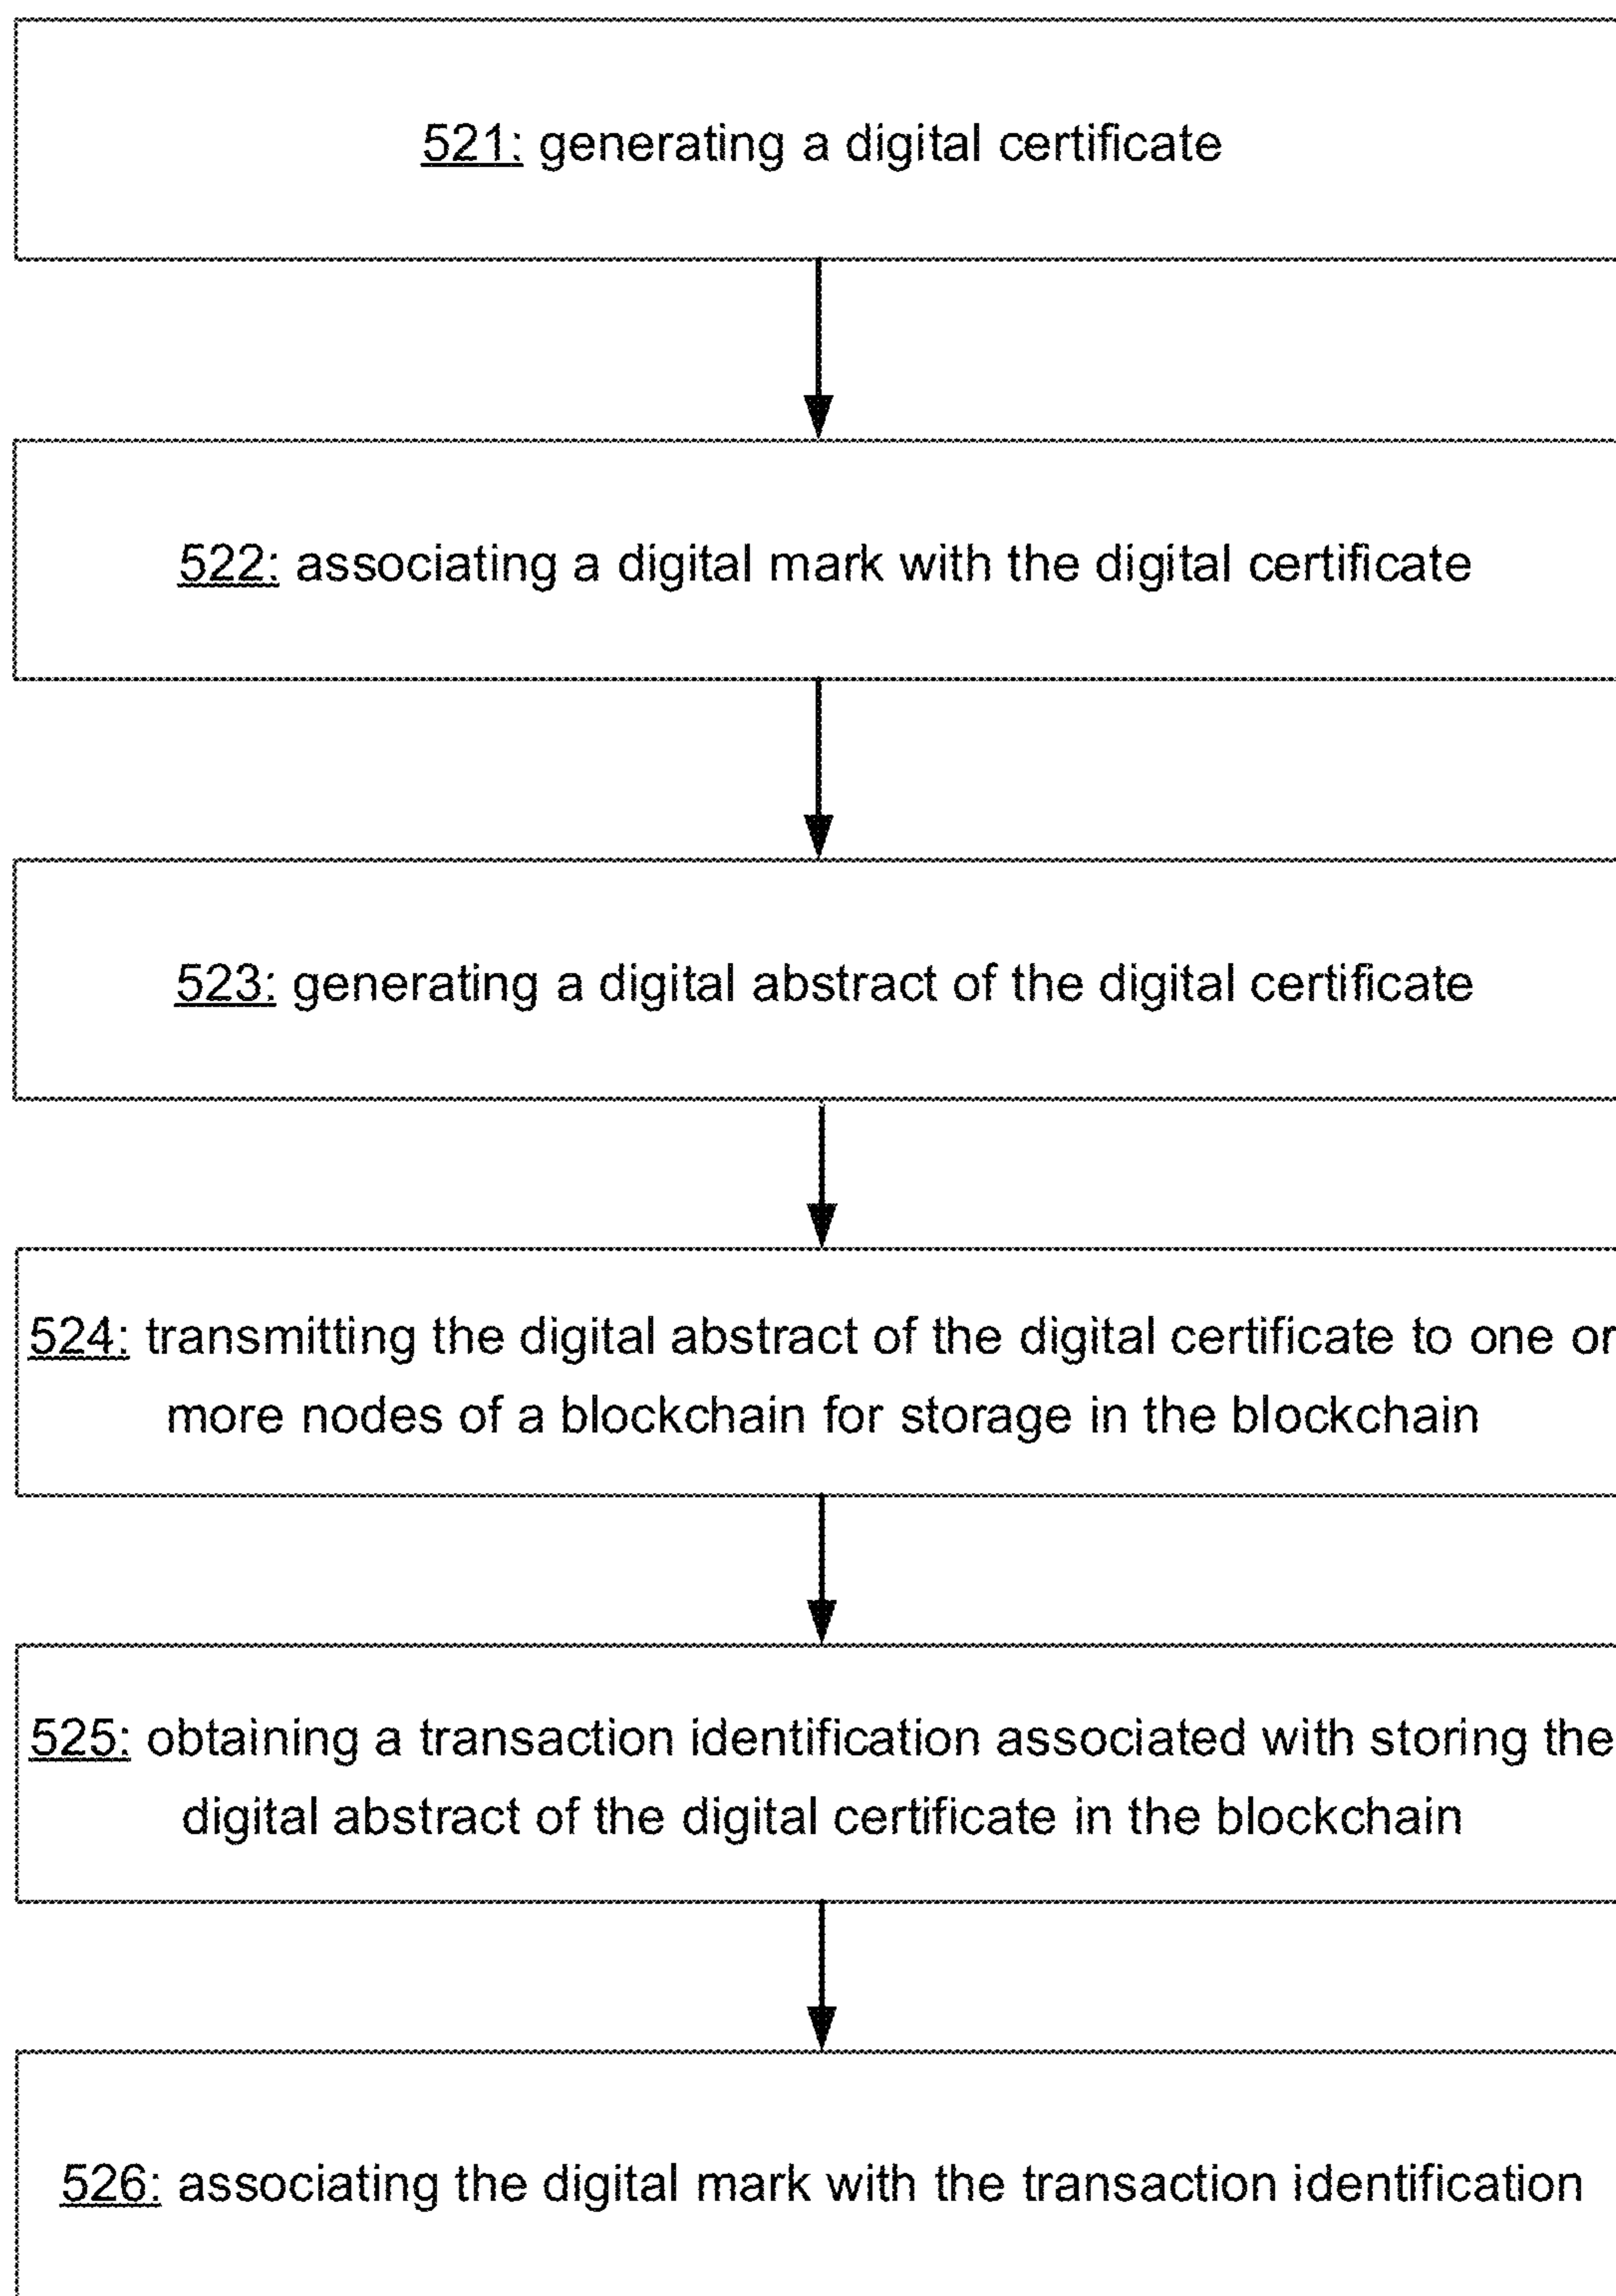 521: generating a digital certificate
522: associating a digital mark with the digital certificate
523: generating a digital abstract of the digital certificate
524: transmitting the digital abstract of the digital certificate to one or
more nodes of a blockchain for storage in the blockchain
525: obtaining a transaction identification associated with storing the
digital abstract of the digital certificate in the blockchain
526: associating the digital mark with the transaction identification